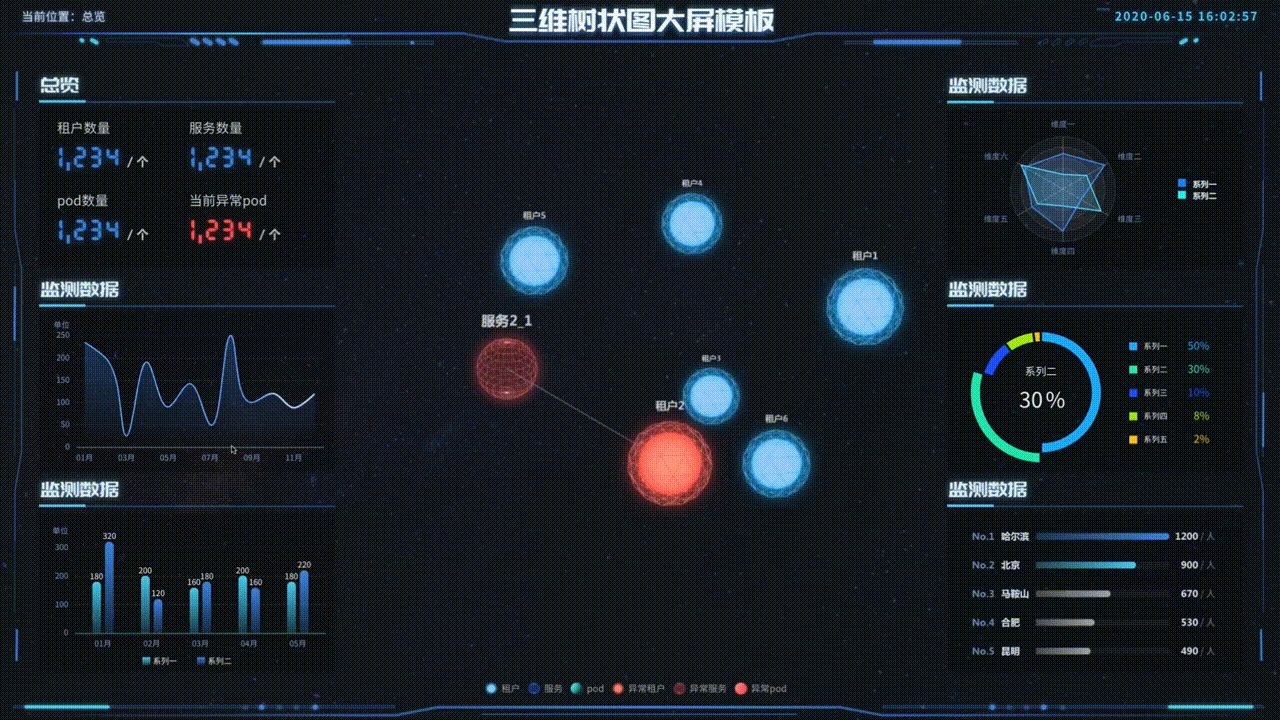 当前位置：总览
三维树状图大屏模板
2020-06-15 16:02:57
总览
租户数量
服务数量
1,234 / 个
1,234 / 个
pod数量
当前异常pod
1,234 / 个
1,234 / 个
监测数据
单位
250
200
150
100
50
0
01月 03月 05月 07月 09月 11月
监测数据
单位
300
200
100
0
180 320 200 120 160 180 200 160 180 220
01月 02月 03月 04月 05月
系列一 系列二
租户4
租户5
租户1
服务2_1
租户3
租户2
租户6
租户 服务 pod 异常租户 异常服务 异常pod
监测数据
维度一
维度六
维度二
维度五
维度三
维度四
系列一
系列二
监测数据
系列二
30%
系列一 50%
系列二 30%
系列三 10%
系列四 8%
系列五 2%
监测数据
No.1 哈尔滨 1200 / 人
No.2 北京 900 / 人
No.3 马鞍山 670 / 人
No.4 合肥 530 / 人
No.5 昆明 490 / 人